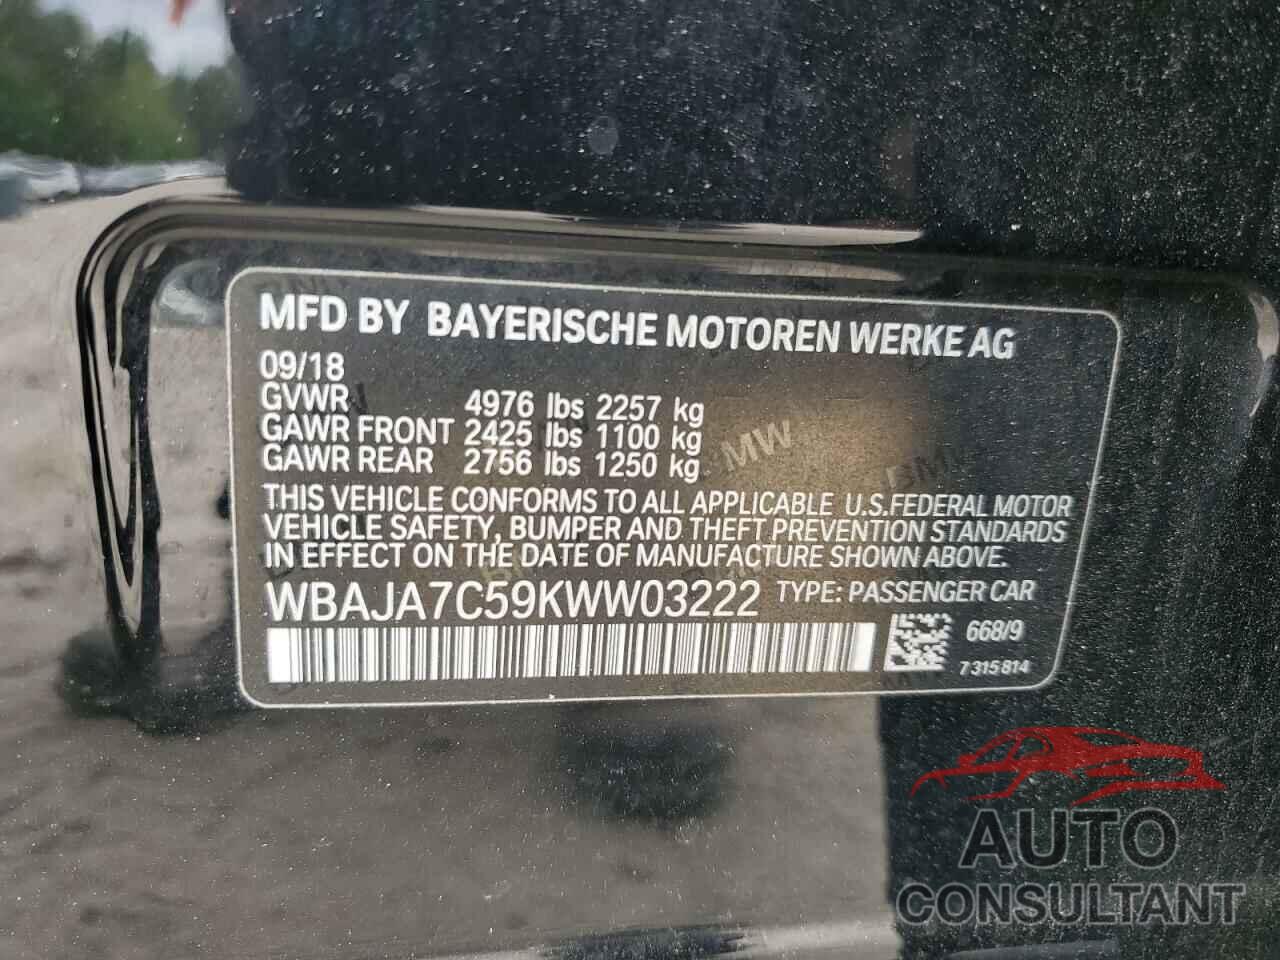 MFD BY BAYERISCHE MOTOREN WERKE AG
09/18
GVWR 4976 lbs 2257 kg
GAWR FRONT 2425 lbs 1100 kg
GAWR REAR 2756 lbs 1250 kg
THIS VEHICLE CONFORMS TO ALL APPLICABLE U.S.FEDERAL MOTOR
VEHICLE SAFETY, BUMPER AND THEFT PREVENTION STANDARDS
IN EFFECT ON THE DATE OF MANUFACTURE SHOWN ABOVE.
WBAJA7C59KWW03222 TYPE: PASSENGER CAR
668/9
7 315 814
AUTO
CONSULTANT